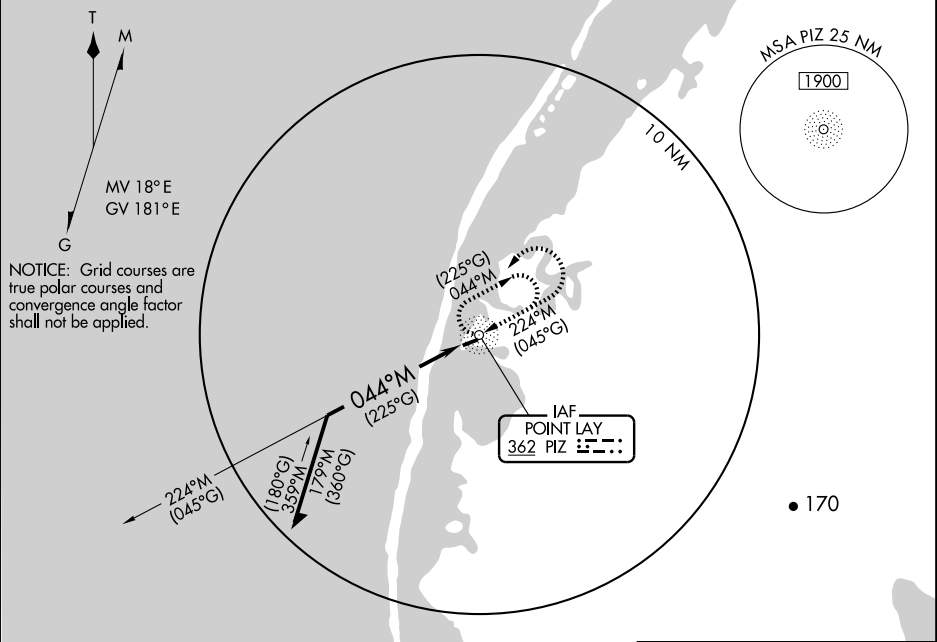 T
M
MV 18°E
GV 181°E
G
NOTICE: Grid courses are
true polar courses and
convergence angle factor
shall not be applied.
MSA PIZ 25 NM
1900
10 NM
(225°G)
044°M
224°M
(045°G)
044°M
(225°G)
IAF
POINT LAY
362 PIZ
(180°G)
359°M
179°M
(360°G)
224°M
(045°G)
170